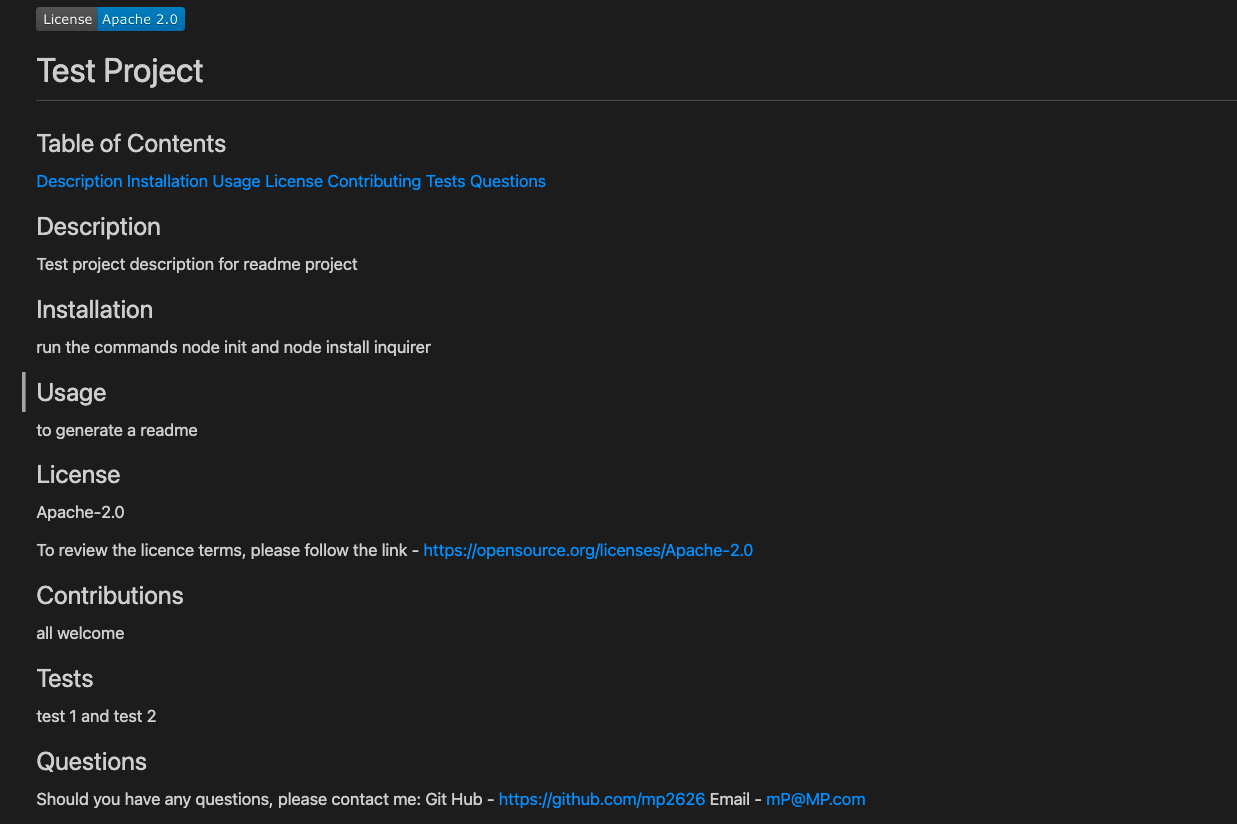 License Apache 2.0
Test Project
Table of Contents
Description Installation Usage License Contributing Tests Questions
Description
Test project description for readme project
Installation
run the commands node init and node install inquirer
Usage
to generate a readme
License
Apache-2.0
To review the licence terms, please follow the link - https://opensource.org/licenses/Apache-2.0
Contributions
all welcome
Tests
test 1 and test 2
Questions
Should you have any questions, please contact me: Git Hub - https://github.com/mp2626 Email - mP@MP.com